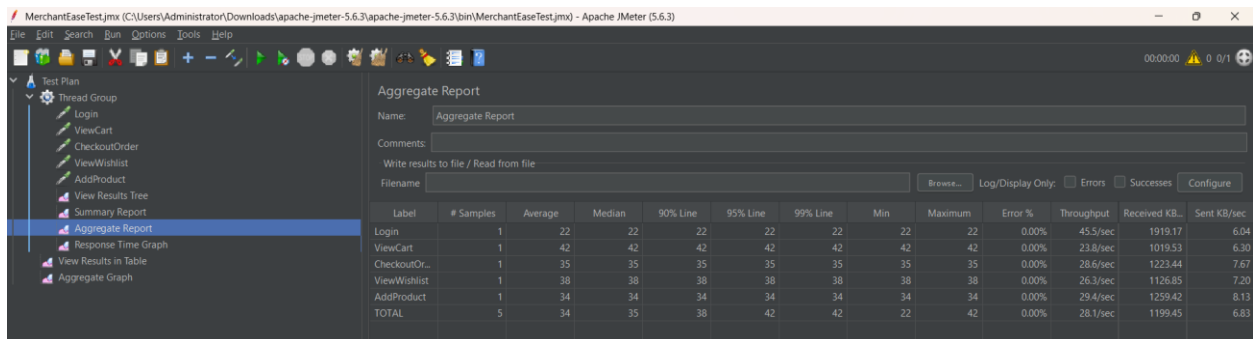 MerchantEaseTest.jmx (C:\Users\Administrator\Downloads\apache-jmeter-5.6.3\apache-jmeter-5.6.3\bin\MerchantEaseTest.jmx) - Apache JMeter (5.6.3)
File Edit Search Run Options Tools Help
00:00:00 0 0/1
Test Plan
Thread Group
Login
ViewCart
CheckoutOrder
ViewWishlist
AddProduct
View Results Tree
Summary Report
Aggregate Report
Response Time Graph
View Results in Table
Aggregate Graph
Aggregate Report
Name: Aggregate Report
Comments:
Write results to file / Read from file
Filename Browse... Log/Display Only: Errors Successes Configure
Label # Samples Average Median 90% Line 95% Line 99% Line Min Maximum Error % Throughput Received KB... Sent KB/sec
Login 1 22 22 22 22 22 22 22 0.00% 45.5/sec 1919.17 6.04
ViewCart 1 42 42 42 42 42 42 42 0.00% 23.8/sec 1019.53 6.30
CheckoutOr... 1 35 35 35 35 35 35 35 0.00% 28.6/sec 1223.44 7.67
ViewWishlist 1 38 38 38 38 38 38 38 0.00% 26.3/sec 1126.85 7.20
AddProduct 1 34 34 34 34 34 34 34 0.00% 29.4/sec 1259.42 8.13
TOTAL 5 34 35 38 42 42 22 42 0.00% 28.1/sec 1199.45 6.83